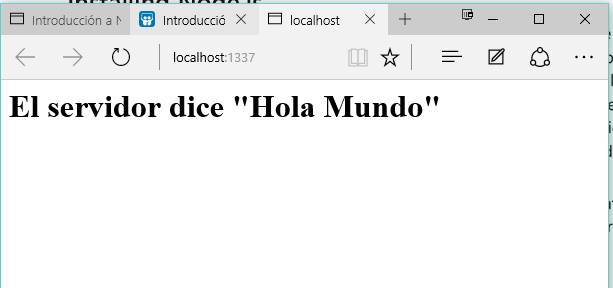 Introducción a N
Introducció
localhost
localhost:1337
El servidor dice "Hola Mundo"